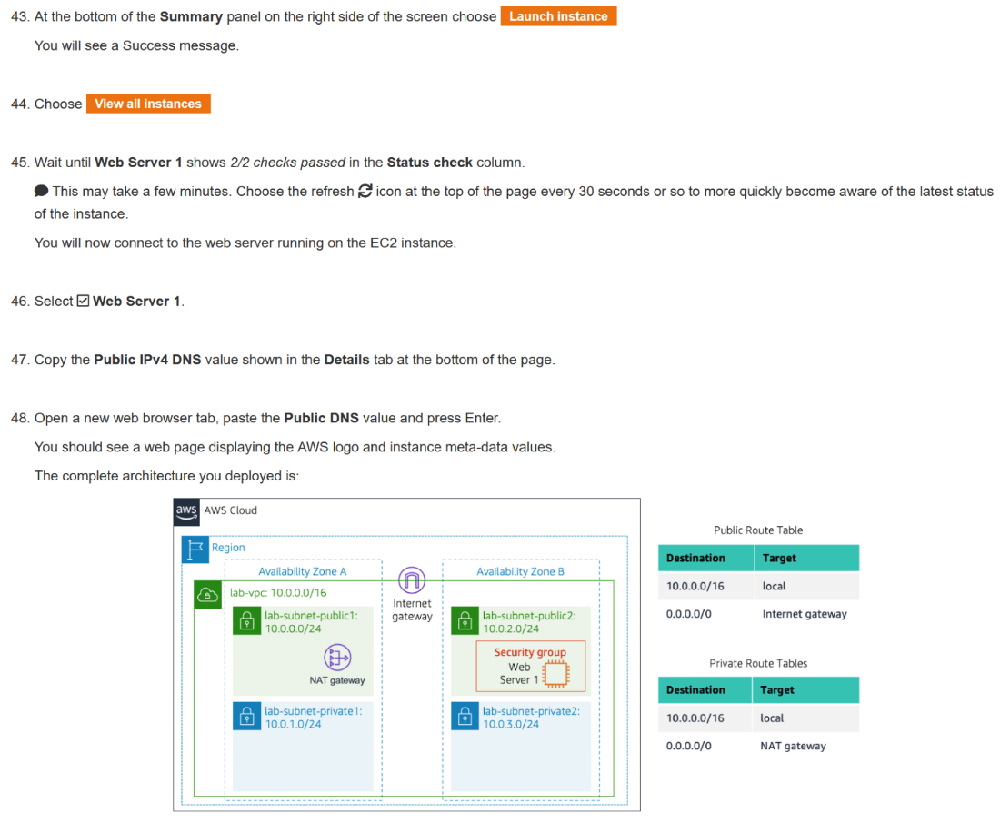 43. At the bottom of the Summary panel on the right side of the screen choose Launch instance
You will see a Success message.
44. Choose View all instances
45. Wait until Web Server 1 shows 2/2 checks passed in the Status check column.
This may take a few minutes. Choose the refresh icon at the top of the page every 30 seconds or so to more quickly become aware of the latest status
of the instance.
You will now connect to the web server running on the EC2 instance.
46. Select Web Server 1.
47. Copy the Public IPv4 DNS value shown in the Details tab at the bottom of the page.
48. Open a new web browser tab, paste the Public DNS value and press Enter.
You should see a web page displaying the AWS logo and instance meta-data values.
The complete architecture you deployed is:
aws AWS Cloud
Region
Availability Zone A
Availability Zone B
lab-vpc: 10.0.0.0/16
Internet
gateway
lab-subnet-public1:
10.0.0.0/24
NAT gateway
lab-subnet-public2:
10.0.2.0/24
Security group
Web
Server 1
lab-subnet-private1:
10.0.1.0/24
lab-subnet-private2:
10.0.3.0/24
Public Route Table
Destination Target
10.0.0.0/16 local
0.0.0.0/0 Internet gateway
Private Route Tables
Destination Target
10.0.0.0/16 local
0.0.0.0/0 NAT gateway